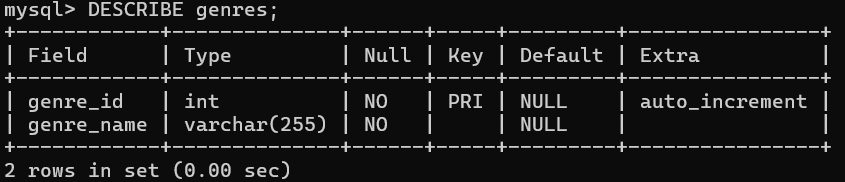 mysql> DESCRIBE genres;
+------------+--------------+------+-----+---------+----------------+
| Field      | Type         | Null | Key | Default | Extra          |
+------------+--------------+------+-----+---------+----------------+
| genre_id   | int          | NO   | PRI | NULL    | auto_increment |
| genre_name | varchar(255) | NO   |     | NULL    |                |
+------------+--------------+------+-----+---------+----------------+
2 rows in set (0.00 sec)